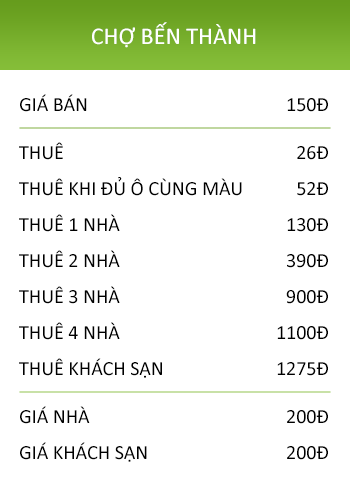 CHỢ BẾN THÀNH
GIÁ BÁN 150Đ
THUÊ 26Đ
THUÊ KHI ĐỦ Ô CÙNG MÀU 52Đ
THUÊ 1 NHÀ 130Đ
THUÊ 2 NHÀ 390Đ
THUÊ 3 NHÀ 900Đ
THUÊ 4 NHÀ 1100Đ
THUÊ KHÁCH SẠN 1275Đ
GIÁ NHÀ 200Đ
GIÁ KHÁCH SẠN 200Đ